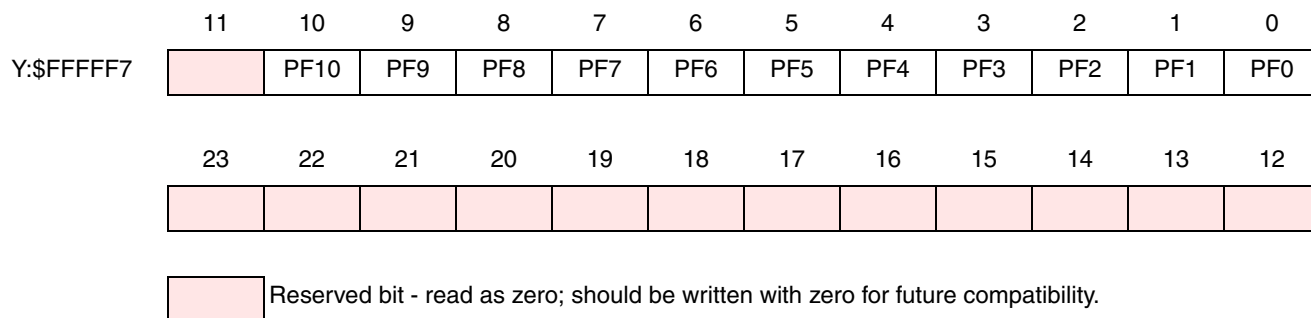 11 10 9 8 7 6 5 4 3 2 1 0
Y:$FFFFF7 PF10 PF9 PF8 PF7 PF6 PF5 PF4 PF3 PF2 PF1 PF0
23 22 21 20 19 18 17 16 15 14 13 12
Reserved bit - read as zero; should be written with zero for future compatibility.